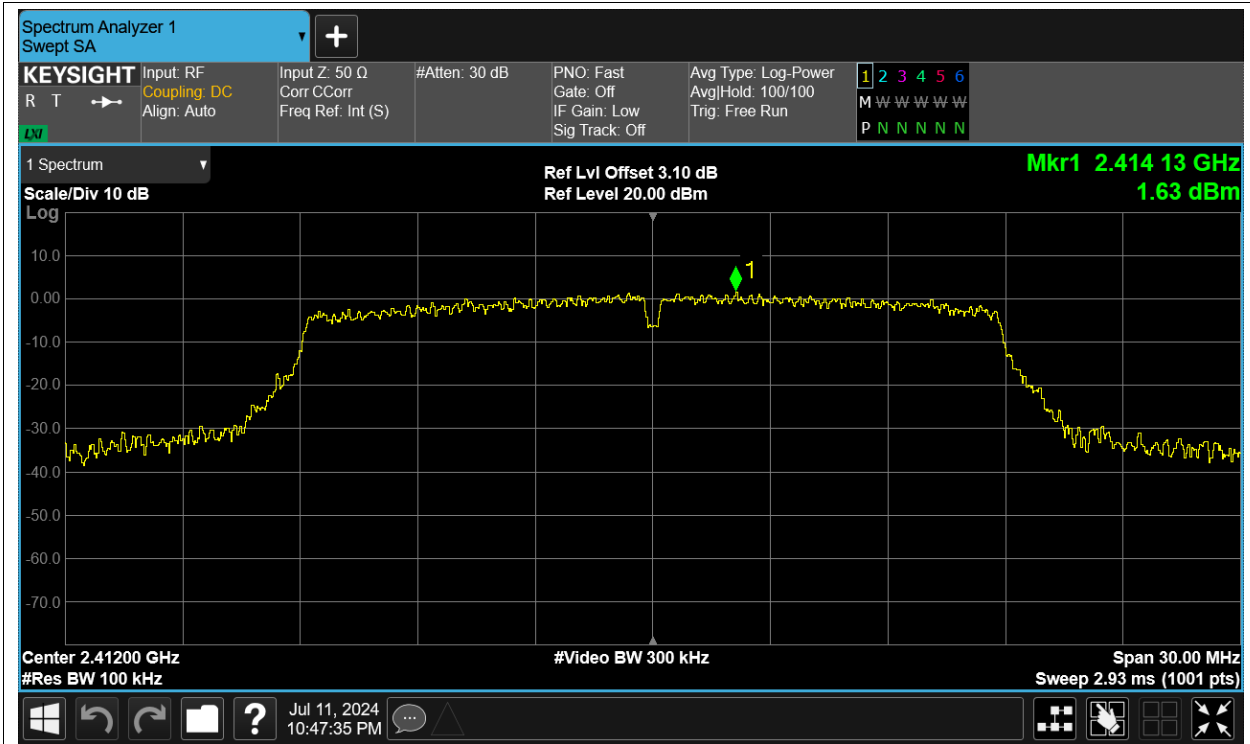 Spectrum Analyzer 1
Swept SA
+
KEYSIGHT
R T
LXI
Input: RF
Coupling: DC
Align: Auto
Input Z: 50 Ω
Corr CCorr
Freq Ref: Int (S)
#Atten: 30 dB
PNO: Fast
Gate: Off
IF Gain: Low
Sig Track: Off
Avg Type: Log-Power
Avg|Hold: 100/100
Trig: Free Run
1 2 3 4 5 6
M W W W W W
P N N N N N
1 Spectrum
Scale/Div 10 dB
Log
Ref Lvl Offset 3.10 dB
Ref Level 20.00 dBm
Mkr1 2.414 13 GHz
1.63 dBm
1
10.0
0.00
-10.0
-20.0
-30.0
-40.0
-50.0
-60.0
-70.0
Center 2.41200 GHz
#Res BW 100 kHz
#Video BW 300 kHz
Span 30.00 MHz
Sweep 2.93 ms (1001 pts)
?
Jul 11, 2024
10:47:35 PM